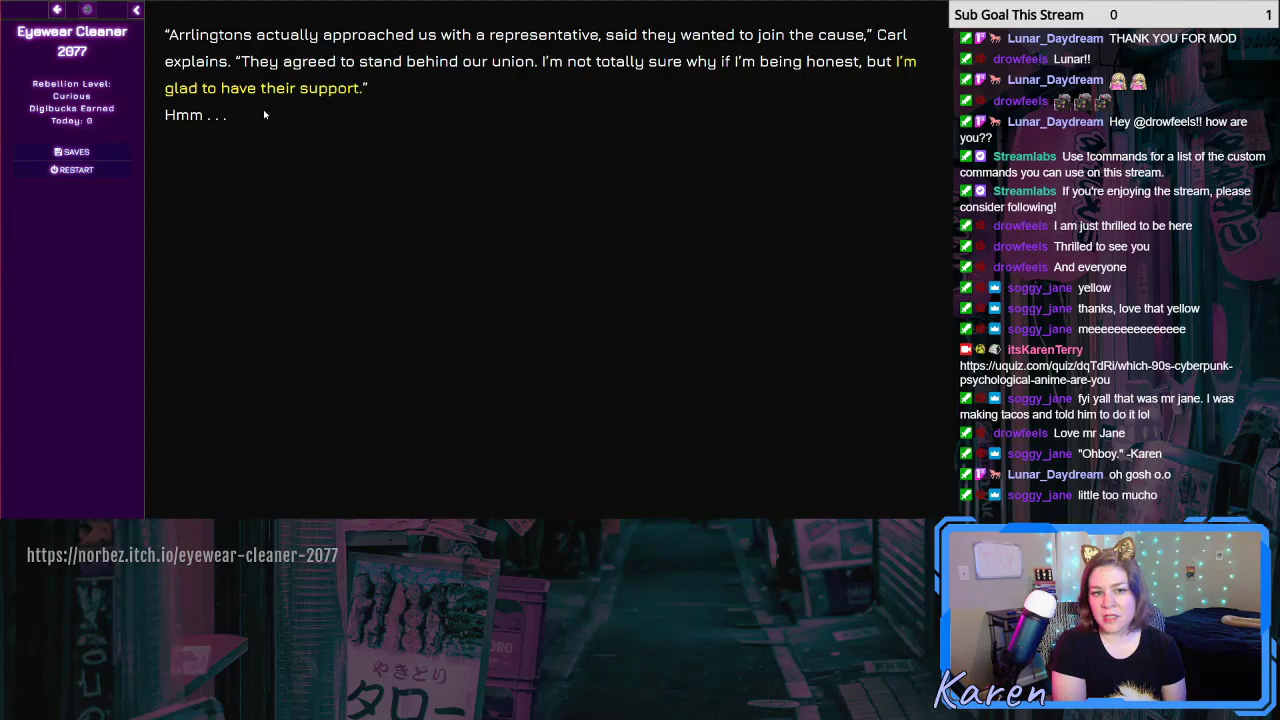 Eyewear Cleaner
2077
Rebellion Level:
Curious
Digibucks Earned
Today: 0
SAVES
RESTART
“Arrlingtons actually approached us with a representative, said they wanted to join the cause,” Carl
explains. “They agreed to stand behind our union. I’m not totally sure why if I’m being honest, but I’m
glad to have their support.”
Hmm . . .
Sub Goal This Stream 0 1
Lunar_Daydream THANK YOU FOR MOD
drowfeels Lunar!!
Lunar_Daydream
drowfeels
Lunar_Daydream Hey @drowfeels!! how are
you??
Streamlabs Use !commands for a list of the custom
commands you can use on this stream.
Streamlabs If you're enjoying the stream, please
consider following!
drowfeels I am just thrilled to be here
drowfeels Thrilled to see you
drowfeels And everyone
soggy_jane yellow
soggy_jane thanks, love that yellow
soggy_jane meeeeeeeeeeeeeee
itsKarenTerry
https://uquiz.com/quiz/dqTdRi/which-90s-cyberpunk-
psychological-anime-are-you
soggy_jane fyi yall that was mr jane. I was
making tacos and told him to do it lol
drowfeels Love mr Jane
soggy_jane "Ohboy." -Karen
Lunar_Daydream oh gosh o.o
soggy_jane little too mucho
https://norbez.itch.io/eyewear-cleaner-2077
やきとり
タロー
Karen